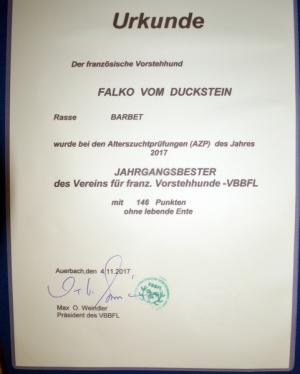 Urkunde
Der französische Vorstehhund
FALKO VOM DUCKSTEIN
Rasse BARBET
wurde bei den Alterszuchtprüfungen (AZP) des Jahres
2017
JAHRGANGSBESTER
des Vereins für franz. Vorstehhunde -VBBFL
mit 146 Punkten
ohne lebende Ente
Auerbach,den 4.11.2017
VBBFL
Max O. Weindler
Präsident des VBBFL